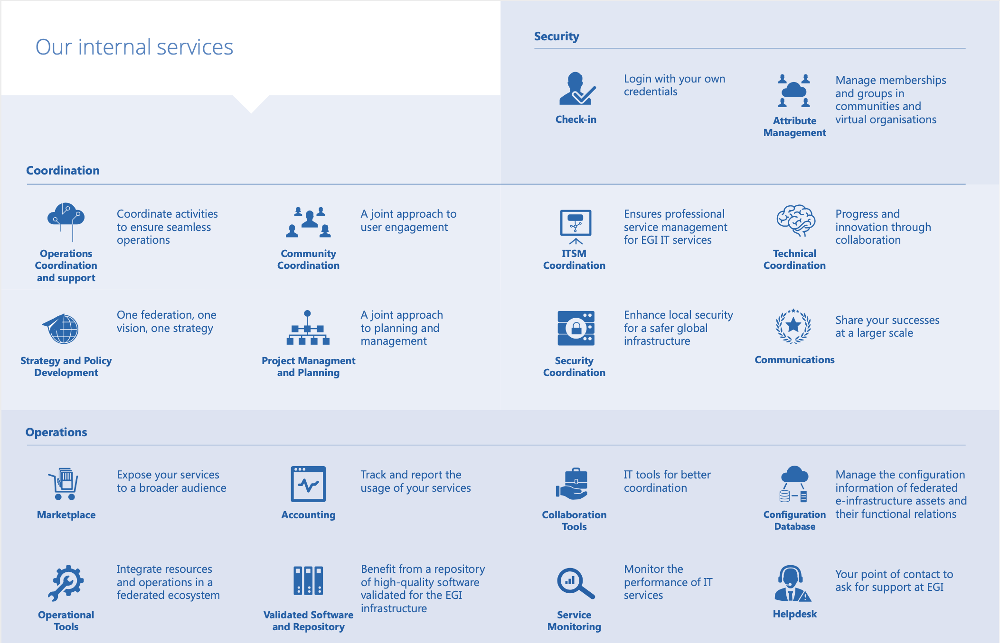 Our internal services
Security
Check-in
Login with your own
credentials
Attribute
Management
Manage memberships
and groups in
communities and
virtual organisations
Coordination
Operations
Coordination
and support
Coordinate activities
to ensure seamless
operations
Community
Coordination
A joint approach to
user engagement
ITSM
Coordination
Ensures professional
service management
for EGI IT services
Technical
Coordination
Progress and
innovation through
collaboration
Strategy and Policy
Development
One federation, one
vision, one strategy
Project Managment
and Planning
A joint approach
to planning and
management
Security
Coordination
Enhance local security
for a safer global
infrastructure
Communications
Share your successes
at a larger scale
Operations
Marketplace
Expose your services
to a broader audience
Accounting
Track and report the
usage of your services
Collaboration
Tools
IT tools for better
coordination
Configuration
Database
Manage the configuration
information of federated
e-infrastructure assets and
their functional relations
Operational
Tools
Integrate resources
and operations in a
federated ecosystem
Validated Software
and Repository
Benefit from a repository
of high-quality software
validated for the EGI
infrastructure
Service
Monitoring
Monitor the
performance of IT
services
Helpdesk
Your point of contact to
ask for support at EGI